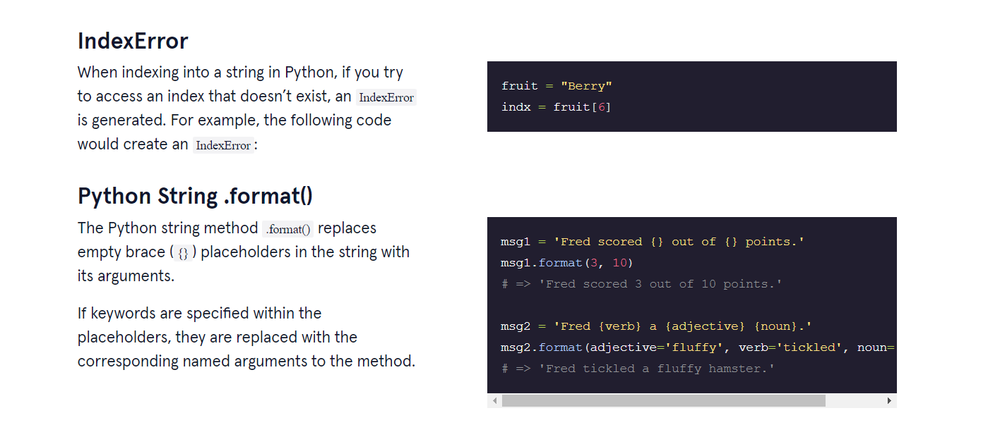 IndexError
When indexing into a string in Python, if you try
to access an index that doesn’t exist, an IndexError
is generated. For example, the following code
would create an IndexError :
fruit = "Berry"
indx = fruit[6]
Python String .format()
The Python string method .format() replaces
empty brace ( {} ) placeholders in the string with
its arguments.
If keywords are specified within the
placeholders, they are replaced with the
corresponding named arguments to the method.
msg1 = 'Fred scored {} out of {} points.'
msg1.format(3, 10)
# => 'Fred scored 3 out of 10 points.'
msg2 = 'Fred {verb} a {adjective} {noun}.'
msg2.format(adjective='fluffy', verb='tickled', noun=
# => 'Fred tickled a fluffy hamster.'